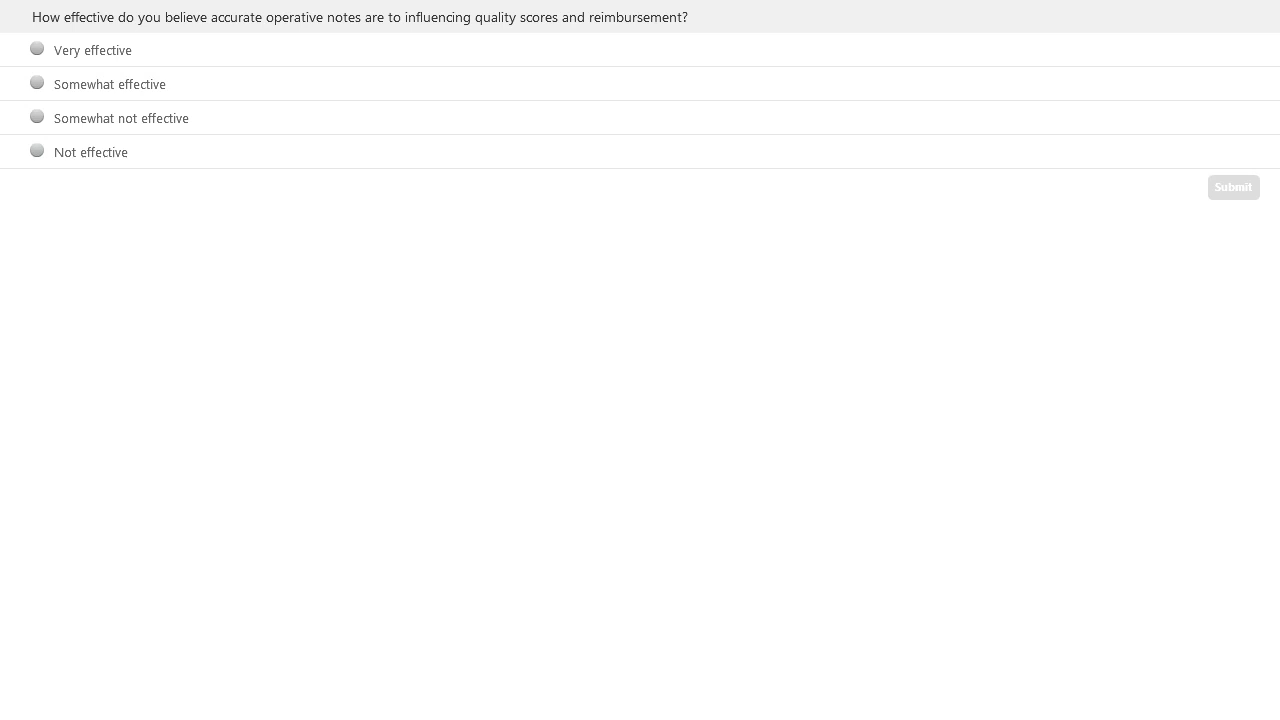 How effective do you believe accurate operative notes are to influencing quality scores and reimbursement?
Very effective
Somewhat effective
Somewhat not effective
Not effective
Submit